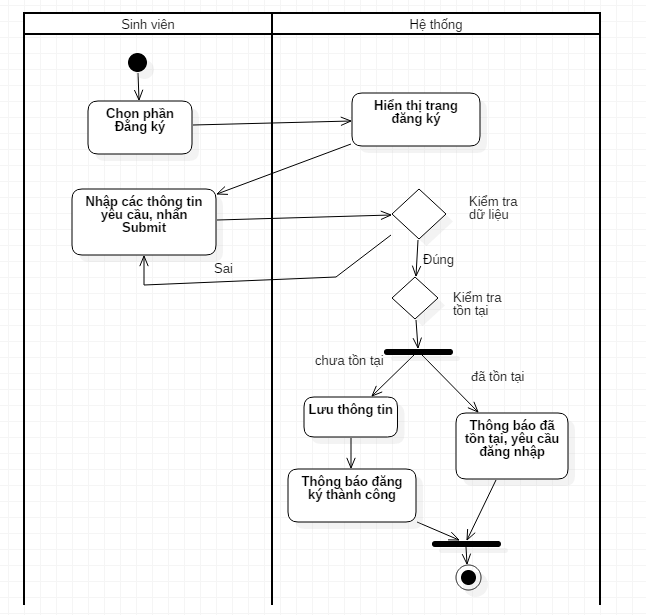 Sinh viên
Hệ thống
Chọn phần
Đăng ký
Hiển thị trang
đăng ký
Nhập các thông tin
yêu cầu, nhấn
Submit
Kiểm tra
dữ liệu
Sai
Đúng
Kiểm tra
tồn tại
chưa tồn tại
đã tồn tại
Lưu thông tin
Thông báo đã
tồn tại, yêu cầu
đăng nhập
Thông báo đăng
ký thành công